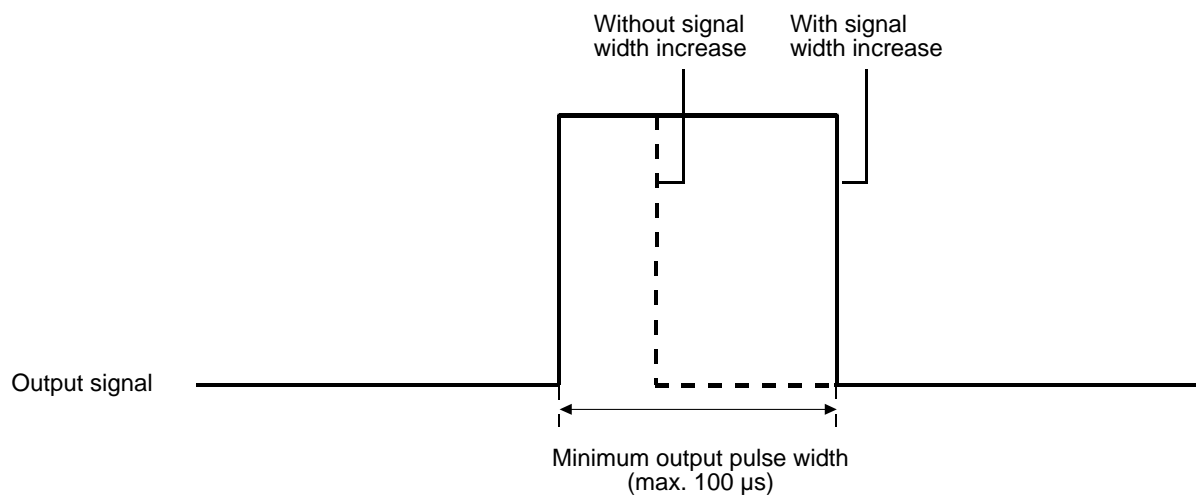 Without signal
width increase
With signal
width increase
Output signal
Minimum output pulse width
(max. 100 µs)